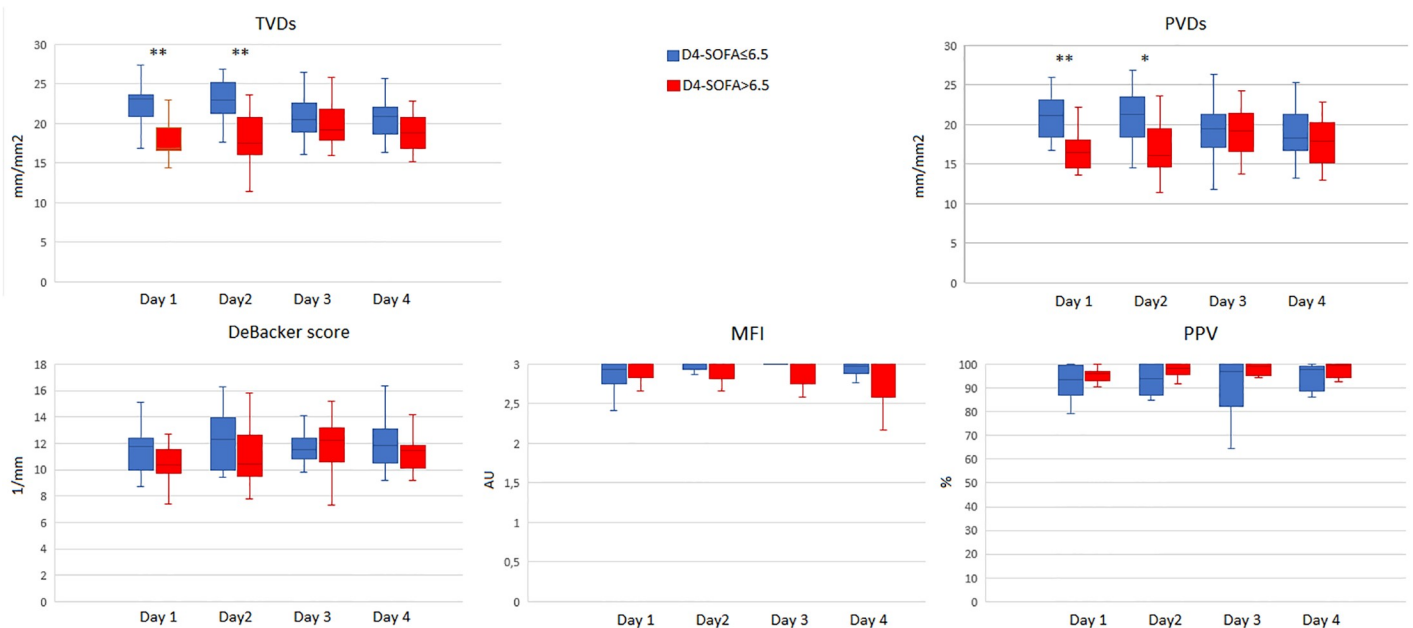 TVDs
30
25
20
15
10
5
0
mm/mm2
** **
Day 1 Day2 Day 3 Day 4
D4-SOFA≤6.5
D4-SOFA>6.5
PVDs
30
25
20
15
10
5
0
mm/mm2
** *
Day 1 Day2 Day 3 Day 4
DeBacker score
18
16
14
12
10
8
6
4
2
0
1/mm
Day 1 Day2 Day 3 Day 4
MFI
3
2,5
2
1,5
1
0,5
0
AU
Day 1 Day2 Day 3 Day 4
PPV
100
90
80
70
60
50
40
30
20
10
0
%
Day 1 Day2 Day 3 Day 4